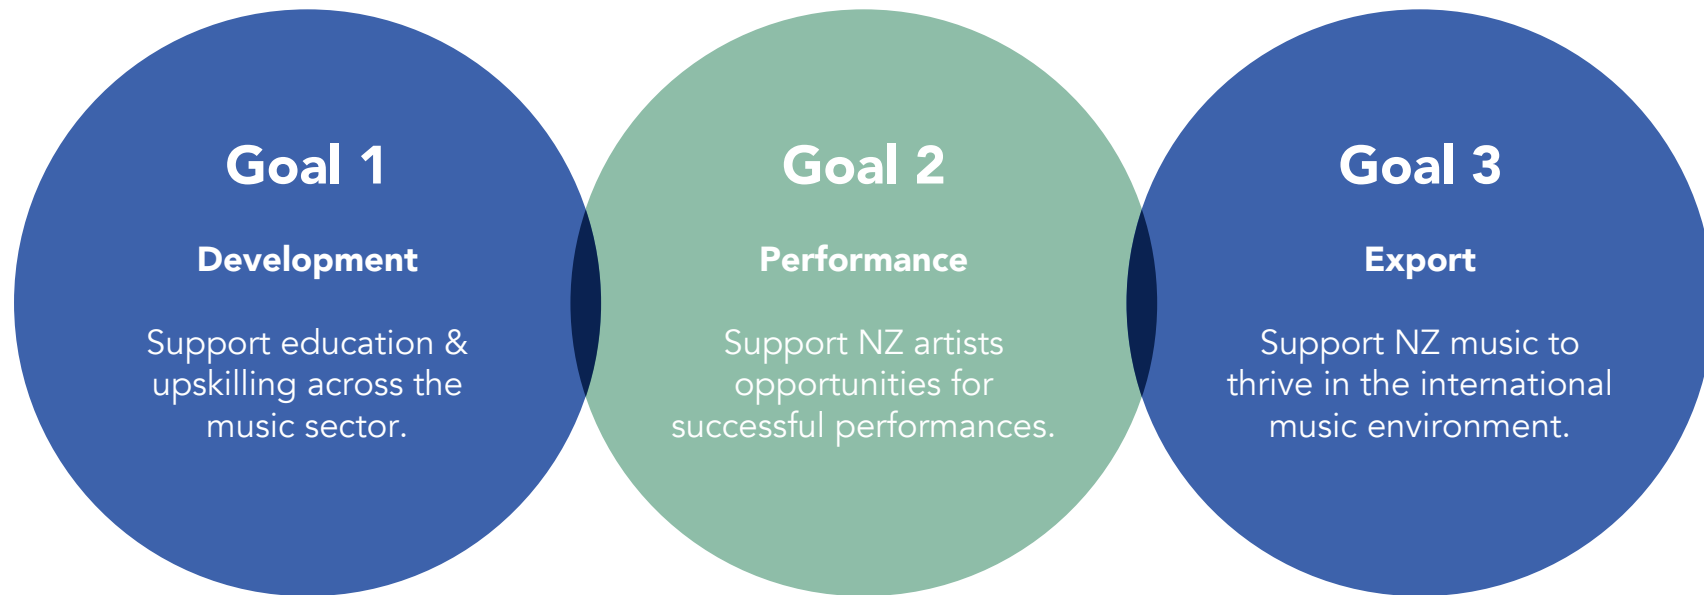 Goal 1
Development
Support education &
upskilling across the
music sector.
Goal 2
Performance
Support NZ artists
opportunities for
successful performances.
Goal 3
Export
Support NZ music to
thrive in the international
music environment.